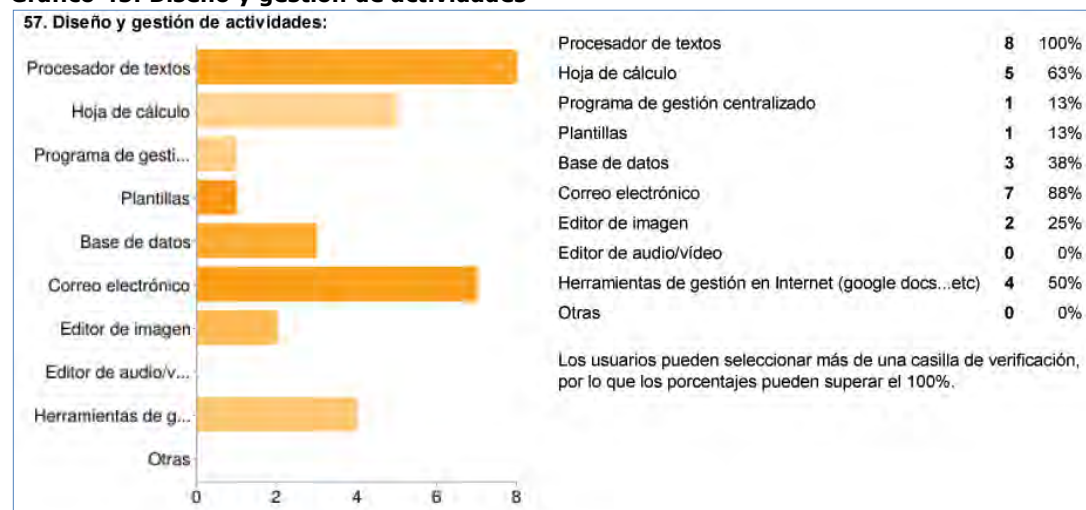 57. Diseño y gestión de actividades:
Procesador de textos
Hoja de cálculo
Programa de gesti...
Plantillas
Base de datos
Correo electrónico
Editor de imagen
Editor de audio/v...
Herramientas de g...
Otras
0 2 4 6 8
Procesador de textos 8 100%
Hoja de cálculo 5 63%
Programa de gestión centralizado 1 13%
Plantillas 1 13%
Base de datos 3 38%
Correo electrónico 7 88%
Editor de imagen 2 25%
Editor de audio/vídeo 0 0%
Herramientas de gestión en Internet (google docs...etc) 4 50%
Otras 0 0%
Los usuarios pueden seleccionar más de una casilla de verificación,
por lo que los porcentajes pueden superar el 100%.